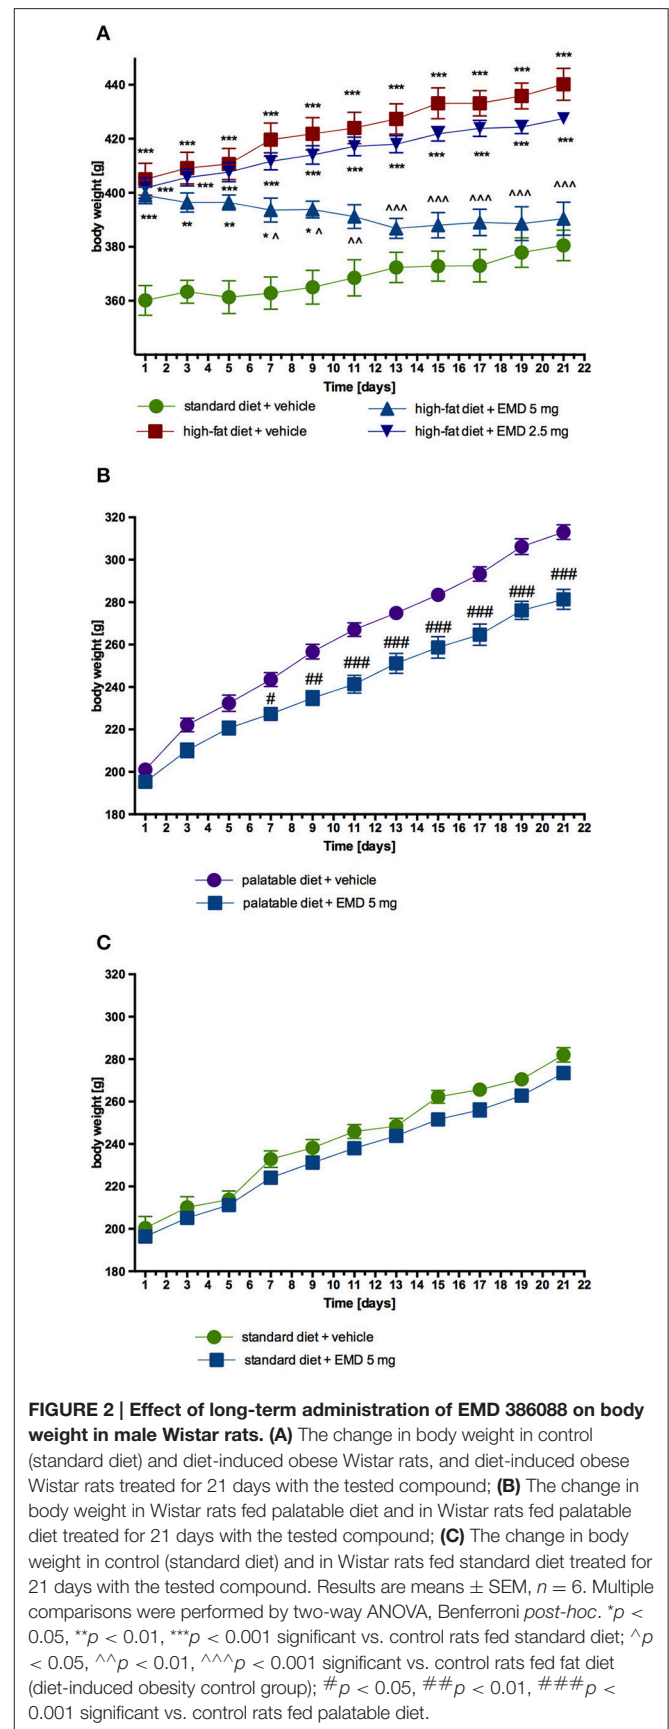 A
***
***
***
***
***
***
***
***
***
***
***
440
420
400
380
360
body weight [g]
*** *** ***
***
***
***
***
***
***
***
***
***
**
**
* ^
* ^
^^
^^^
^^^
^^^
^^^
^^^
1 2 3 4 5 6 7 8 9 10 11 12 13 14 15 16 17 18 19 20 21 22
Time [days]
standard diet + vehicle
high-fat diet + EMD 5 mg
high-fat diet + vehicle
high-fat diet + EMD 2.5 mg
B
320
300
280
260
240
220
200
180
body weight [g]
#
##
###
###
###
###
###
###
1 2 3 4 5 6 7 8 9 10 11 12 13 14 15 16 17 18 19 20 21 22
Time [days]
palatable diet + vehicle
palatable diet + EMD 5 mg
C
320
300
280
260
240
220
200
180
body weight [g]
1 2 3 4 5 6 7 8 9 10 11 12 13 14 15 16 17 18 19 20 21 22
Time [days]
standard diet + vehicle
standard diet + EMD 5 mg
FIGURE 2 | Effect of long-term administration of EMD 386088 on body
weight in male Wistar rats. (A) The change in body weight in control
(standard diet) and diet-induced obese Wistar rats, and diet-induced obese
Wistar rats treated for 21 days with the tested compound; (B) The change in
body weight in Wistar rats fed palatable diet and in Wistar rats fed palatable
diet treated for 21 days with the tested compound; (C) The change in body
weight in control (standard diet) and in Wistar rats fed standard diet treated for
21 days with the tested compound. Results are means ± SEM, n = 6. Multiple
comparisons were performed by two-way ANOVA, Benferroni post-hoc. *p <
0.05, **p < 0.01, ***p < 0.001 significant vs. control rats fed standard diet; ^p
< 0.05, ^^p < 0.01, ^^^p < 0.001 significant vs. control rats fed fat diet
(diet-induced obesity control group); #p < 0.05, ##p < 0.01, ###p <
0.001 significant vs. control rats fed palatable diet.